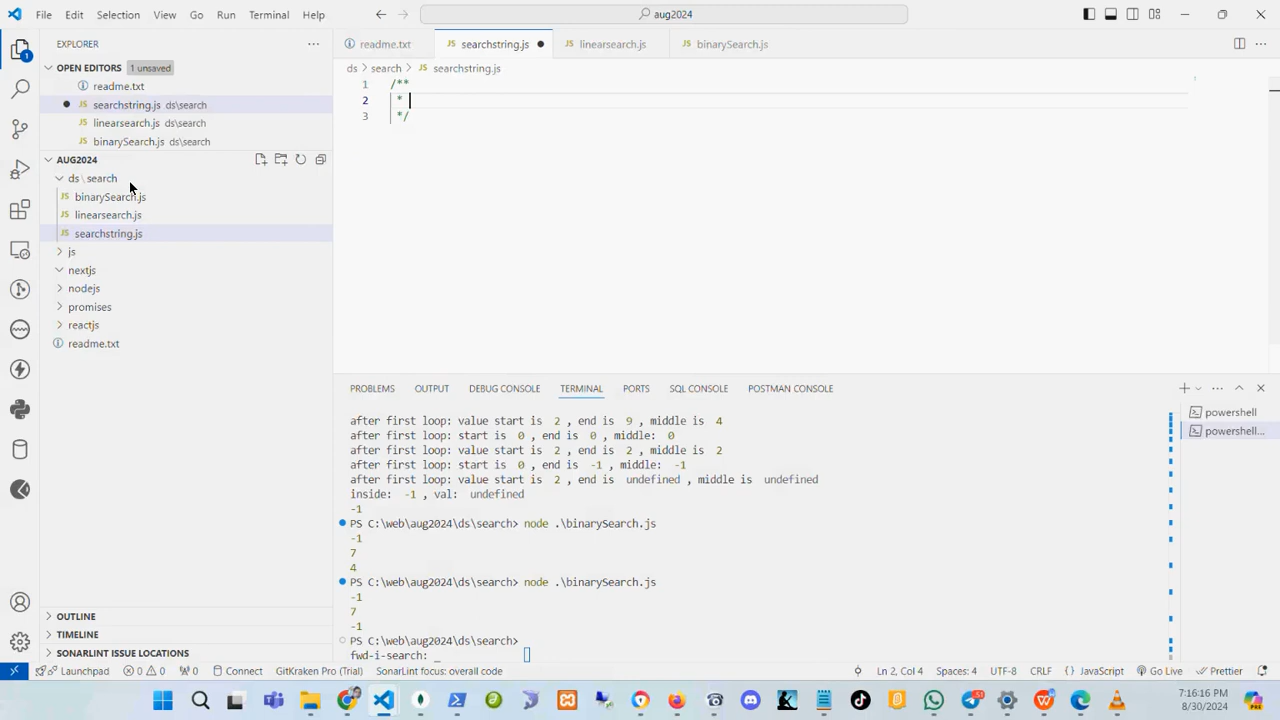 File Edit Selection View Go Run Terminal Help
aug2024
EXPLORER
OPEN EDITORS 1 unsaved
readme.txt
searchstring.js ds\search
linearsearch.js ds\search
binarySearch.js ds\search
AUG2024
ds \ search
binarySearch.js
linearsearch.js
searchstring.js
js
nextjs
nodejs
promises
reactjs
readme.txt
OUTLINE
TIMELINE
SONARLINT ISSUE LOCATIONS
readme.txt searchstring.js linearsearch.js binarySearch.js
ds > search > searchstring.js
1 /**
2 *
3 */
PROBLEMS OUTPUT DEBUG CONSOLE TERMINAL PORTS SQL CONSOLE POSTMAN CONSOLE
after first loop: value start is 2 , end is 9 , middle is 4
after first loop: start is 0 , end is 0 , middle: 0
after first loop: value start is 2 , end is 2 , middle is 2
after first loop: start is 0 , end is -1 , middle: -1
after first loop: value start is 2 , end is undefined , middle is undefined
inside: -1 , val: undefined
-1
PS C:\web\aug2024\ds\search> node .\binarySearch.js
-1
7
4
PS C:\web\aug2024\ds\search> node .\binarySearch.js
-1
7
-1
PS C:\web\aug2024\ds\search>
fwd-i-search: _
powershell
powershell...
Launchpad 0 0 0 Connect GitKraken Pro (Trial) SonarLint focus: overall code Ln 2, Col 4 Spaces: 4 UTF-8 CRLF JavaScript Go Live Prettier
7:16:16 PM
8/30/2024